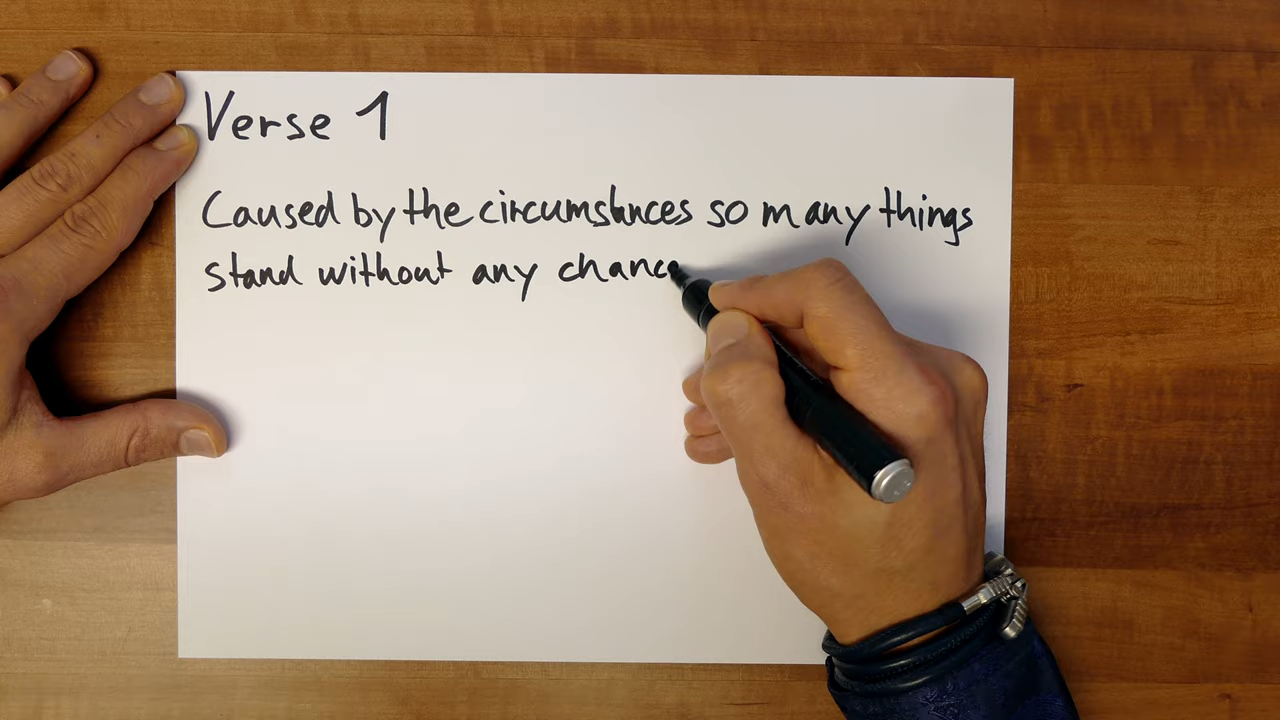 Verse 1
Caused by the circumstances so many things
stand without any chanc